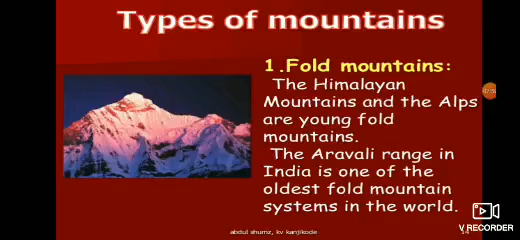 Types of mountains
1.Fold mountains:
The Himalayan
Mountains and the Alps
are young fold
mountains.
The Aravali range in
India is one of the
oldest fold mountain
systems in the world.
abdul shumz, kv kanjikode
V RECORDER